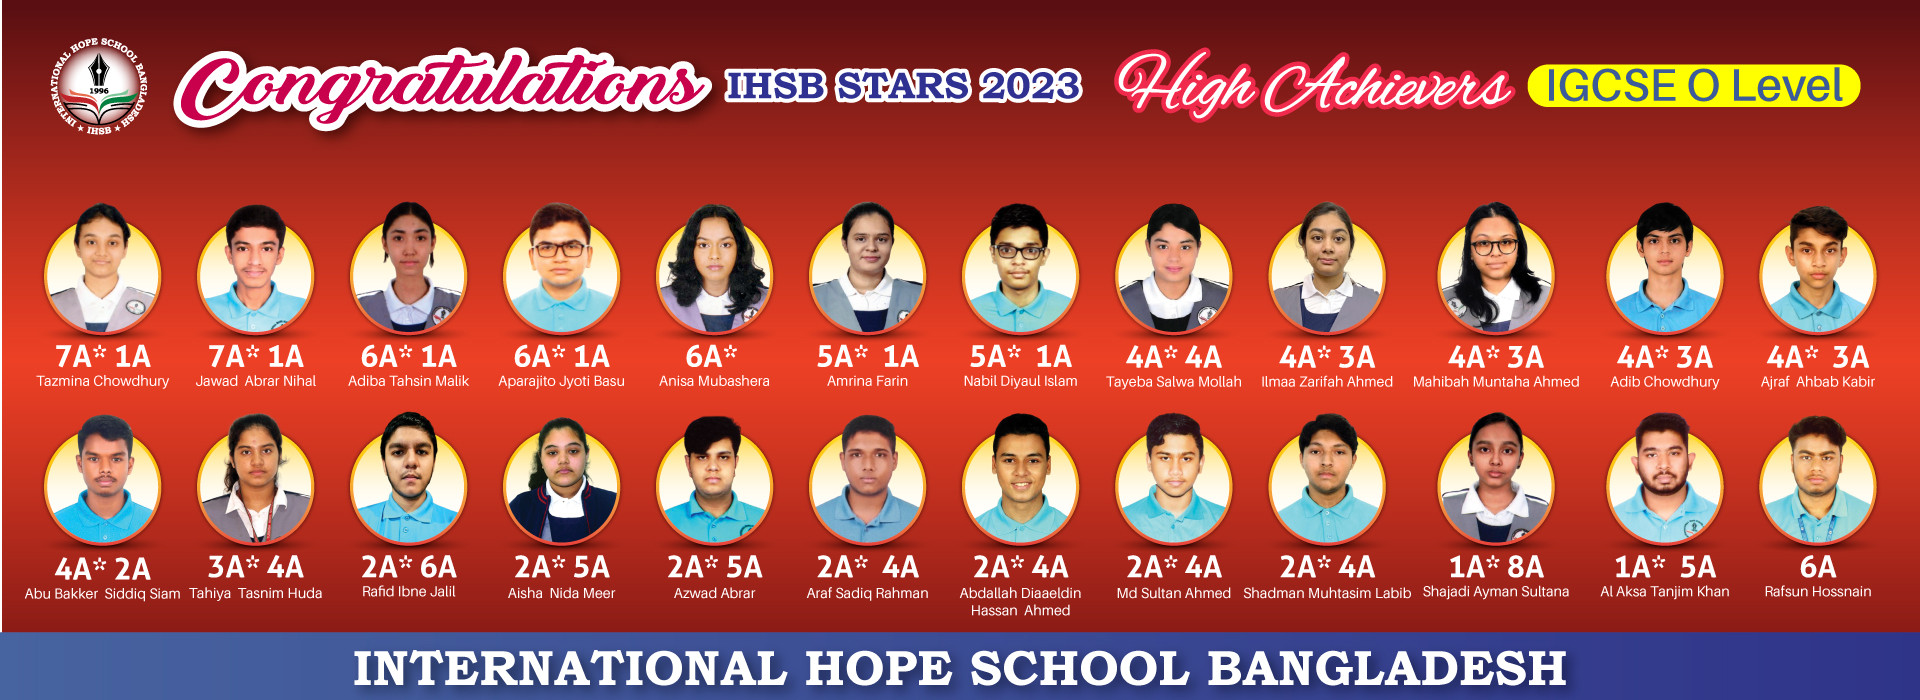 INTERNATIONAL HOPE SCHOOL BANGLADESH
1996
★ IHSB ★
Congratulations IHSB STARS 2023 High Achievers IGCSE O Level
7A* 1A 7A* 1A 6A* 1A 6A* 1A 6A* 5A* 1A 5A* 1A 4A* 4A 4A* 3A 4A* 3A 4A* 3A 4A* 3A
Tazmina Chowdhury Jawad Abrar Nihal Adiba Tahsin Malik Aparajito Jyoti Basu Anisa Mubashera Amrina Farin Nabil Diyaul Islam Tayeba Salwa Mollah Ilmaa Zarifah Ahmed Mahibah Muntaha Ahmed Adib Chowdhury Ajraf Ahbab Kabir
4A* 2A 3A* 4A 2A* 6A 2A* 5A 2A* 5A 2A* 4A 2A* 4A 2A* 4A 2A* 4A 1A* 8A 1A* 5A 6A
Abu Bakker Siddiq Siam Tahiya Tasnim Huda Rafid Ibne Jalil Aisha Nida Meer Azwad Abrar Araf Sadiq Rahman Abdallah Diaaeldin Md Sultan Ahmed Shadman Muhtasim Labib Shajadi Ayman Sultana Al Aksa Tanjim Khan Rafsun Hossnain
Hassan Ahmed
INTERNATIONAL HOPE SCHOOL BANGLADESH